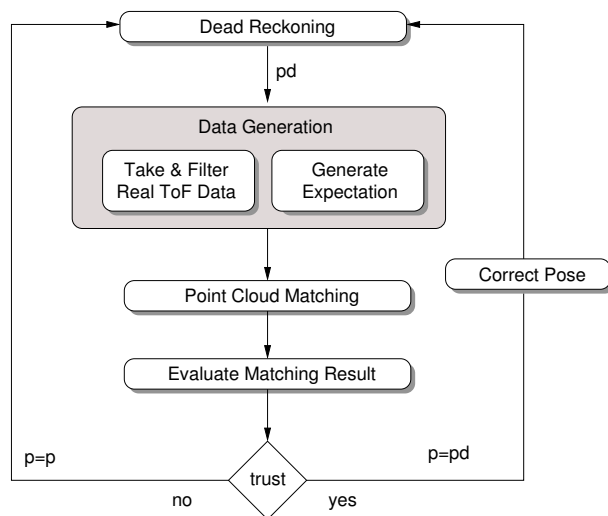 Dead Reckoning
pd
Data Generation
Take & Filter
Real ToF Data
Generate
Expectation
Correct Pose
Point Cloud Matching
Evaluate Matching Result
p=p
p=pd
trust
no
yes